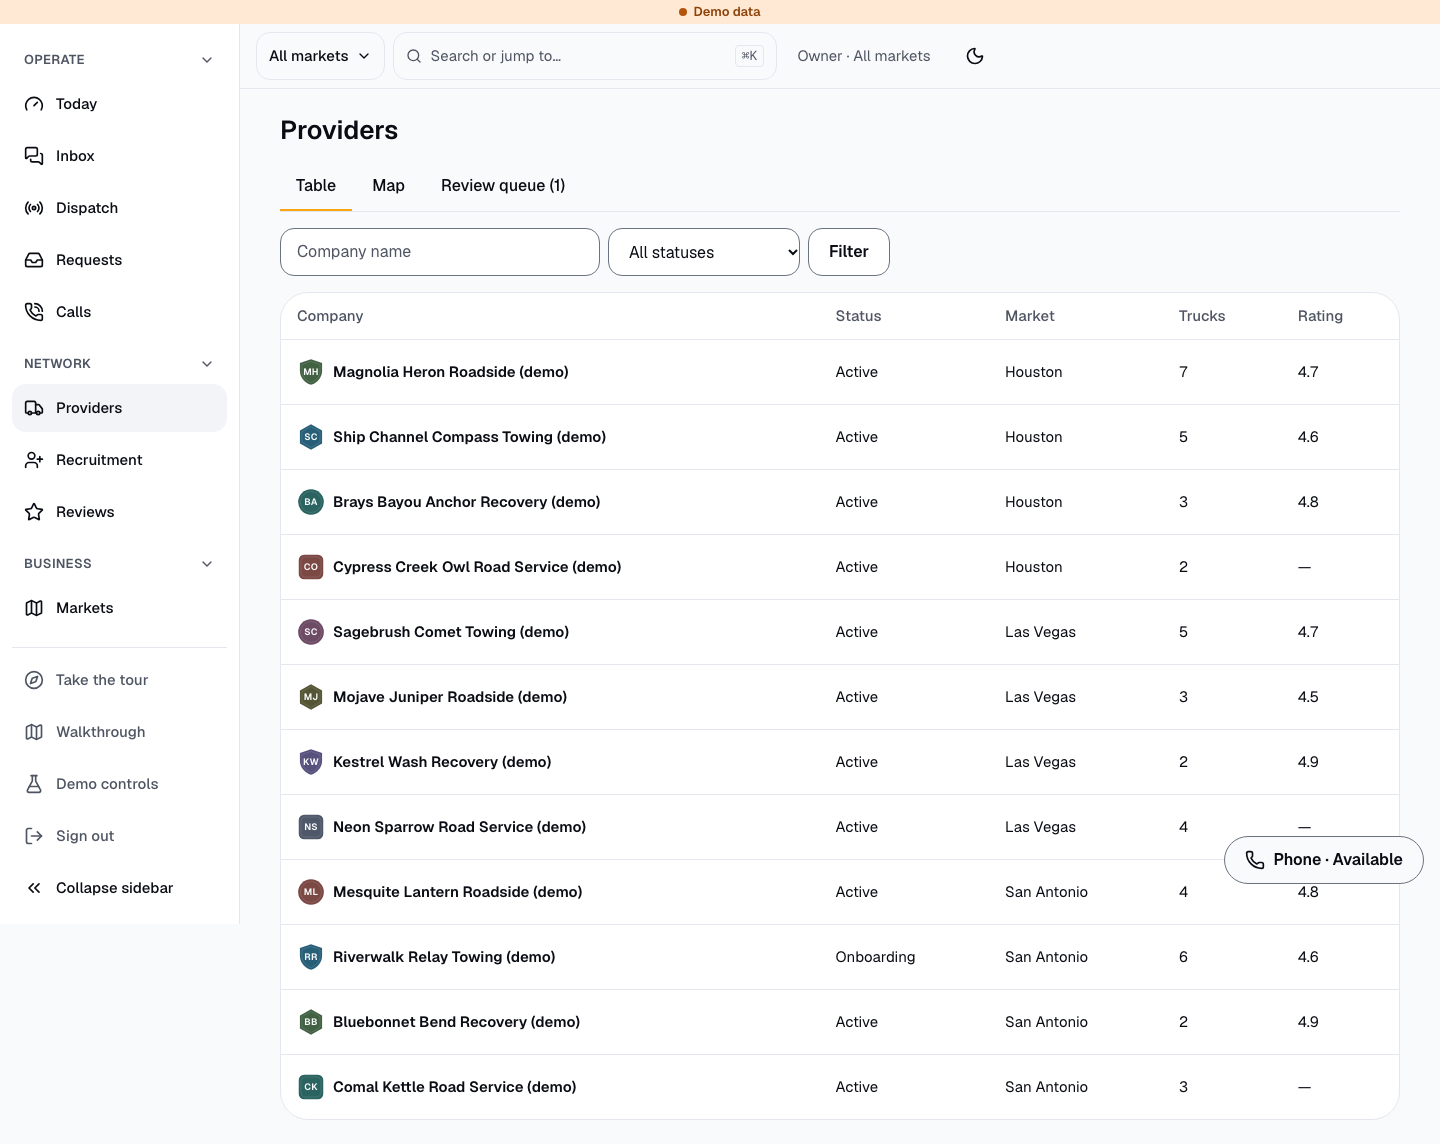 Demo data
OPERATE
Today
Inbox
Dispatch
Requests
Calls
NETWORK
Providers
Recruitment
Reviews
BUSINESS
Markets
Take the tour
Walkthrough
Demo controls
Sign out
Collapse sidebar
All markets
Search or jump to...
⌘K
Owner · All markets
Providers
Table Map Review queue (1)
Company name All statuses Filter
Company Status Market Trucks Rating
MH Magnolia Heron Roadside (demo) Active Houston 7 4.7
SC Ship Channel Compass Towing (demo) Active Houston 5 4.6
BA Brays Bayou Anchor Recovery (demo) Active Houston 3 4.8
CO Cypress Creek Owl Road Service (demo) Active Houston 2 —
SC Sagebrush Comet Towing (demo) Active Las Vegas 5 4.7
MJ Mojave Juniper Roadside (demo) Active Las Vegas 3 4.5
KW Kestrel Wash Recovery (demo) Active Las Vegas 2 4.9
NS Neon Sparrow Road Service (demo) Active Las Vegas 4 —
Phone · Available
ML Mesquite Lantern Roadside (demo) Active San Antonio 4 4.8
RR Riverwalk Relay Towing (demo) Onboarding San Antonio 6 4.6
BB Bluebonnet Bend Recovery (demo) Active San Antonio 2 4.9
CK Comal Kettle Road Service (demo) Active San Antonio 3 —